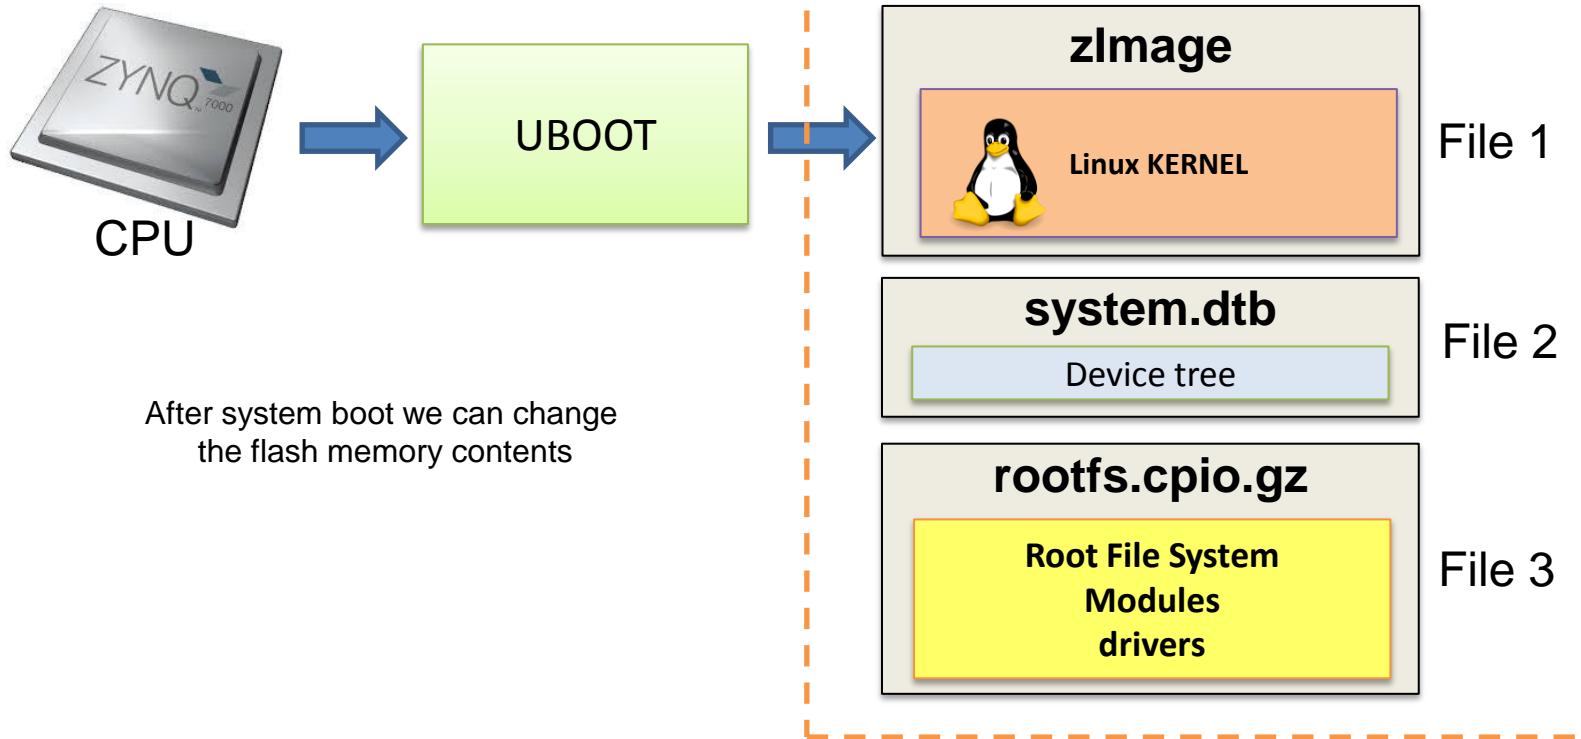 ZYNQ
7000
CPU
UBOOT
zImage
Linux KERNEL
File 1
system.dtb
Device tree
File 2
After system boot we can change
the flash memory contents
rootfs.cpio.gz
Root File System
Modules
drivers
File 3